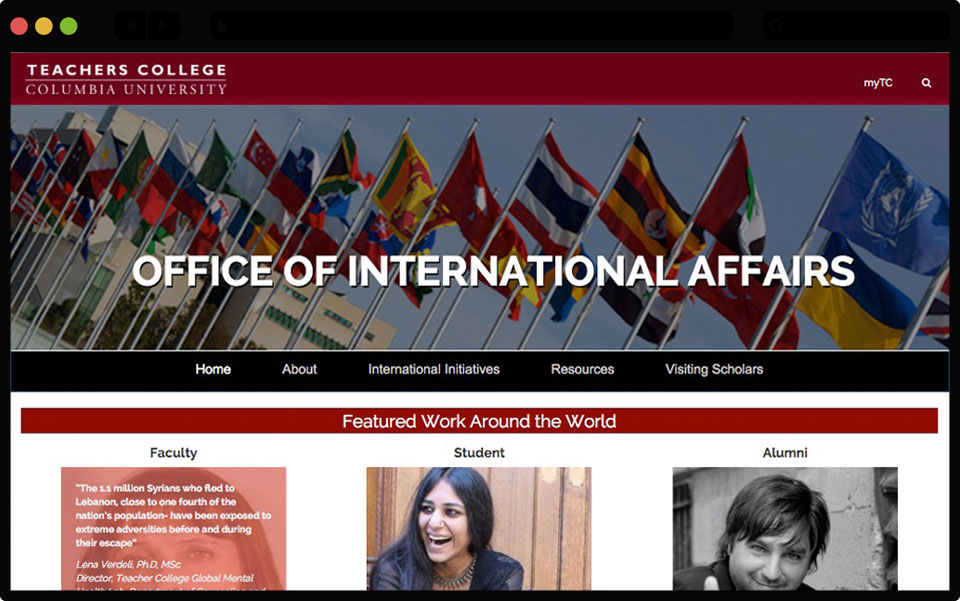 TEACHERS COLLEGE
COLUMBIA UNIVERSITY
myTC
OFFICE OF INTERNATIONAL AFFAIRS
Home About International Initiatives Resources Visiting Scholars
Featured Work Around the World
Faculty Student Alumni
"The 1.1 million Syrians who fled to
Lebanon, close to one fourth of the
nation's population- have been exposed to
extreme adversities before and during
their escape"
Lena Verdeli, Ph.D, MSc
Director, Teacher College Global Mental